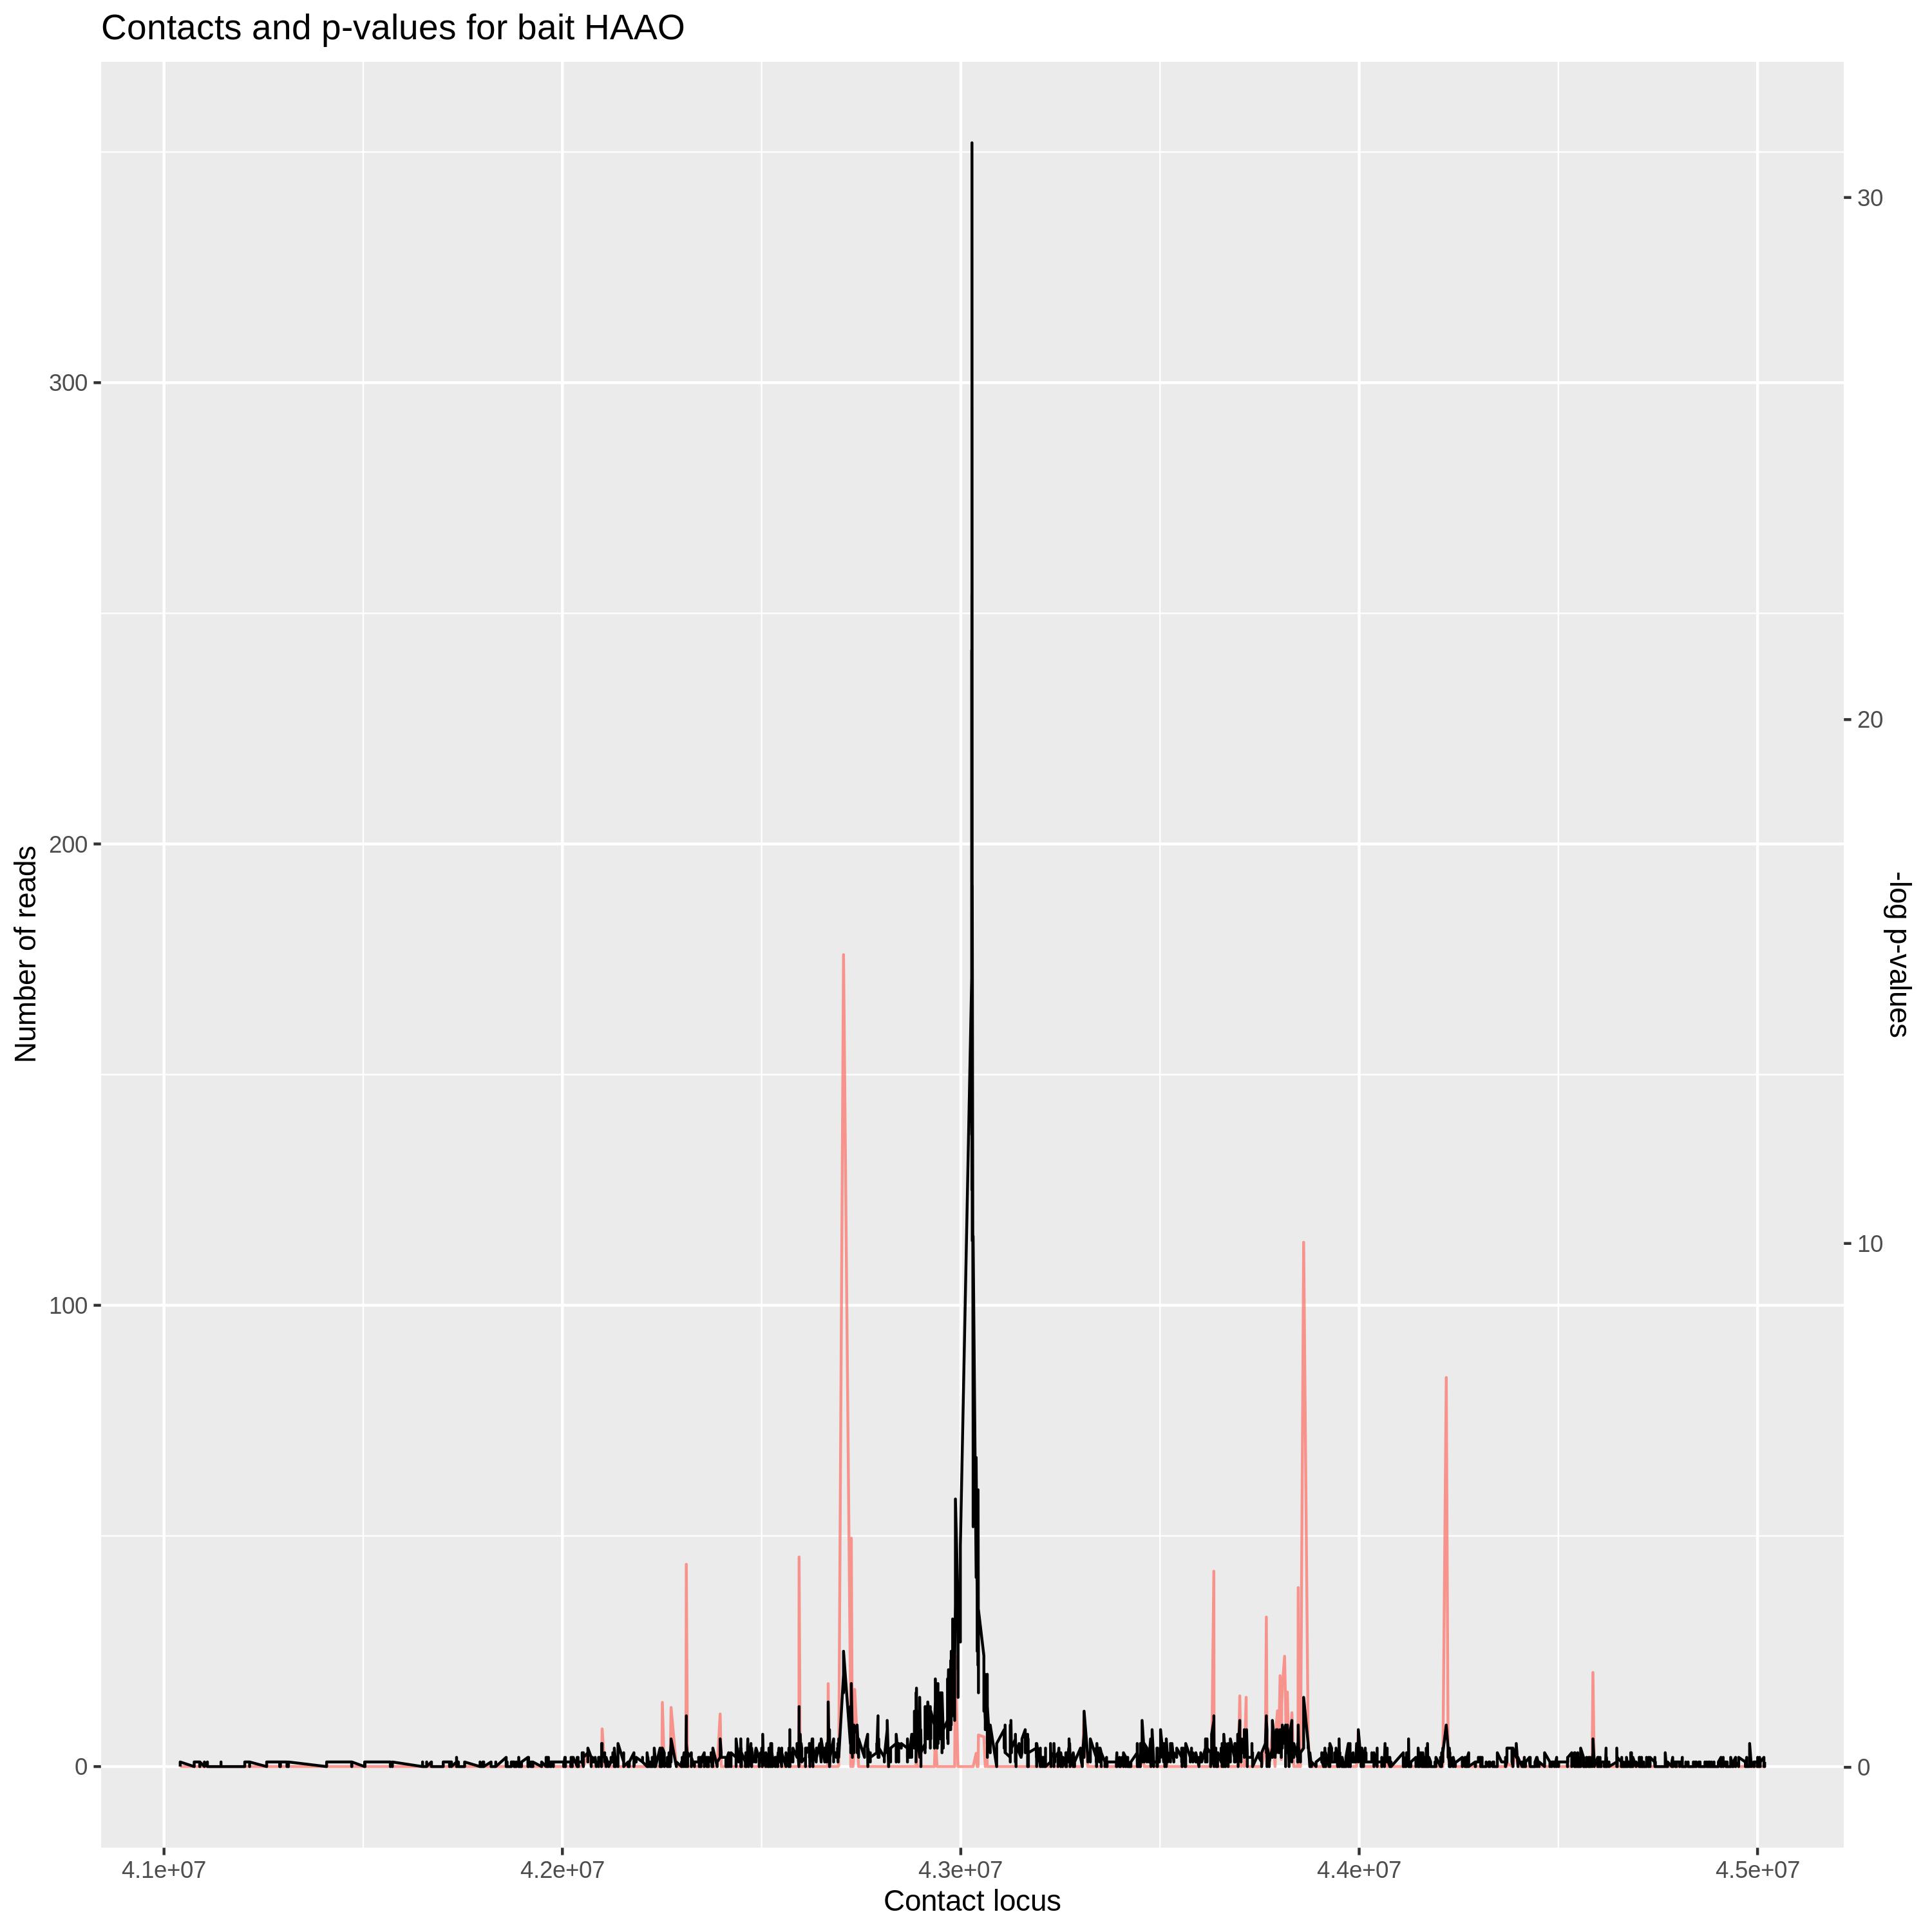 Contacts and p-values for bait HAAO
300
200
100
0
Number of reads
30
20
10
0
-log p-values
4.1e+07 4.2e+07 4.3e+07 4.4e+07 4.5e+07
Contact locus